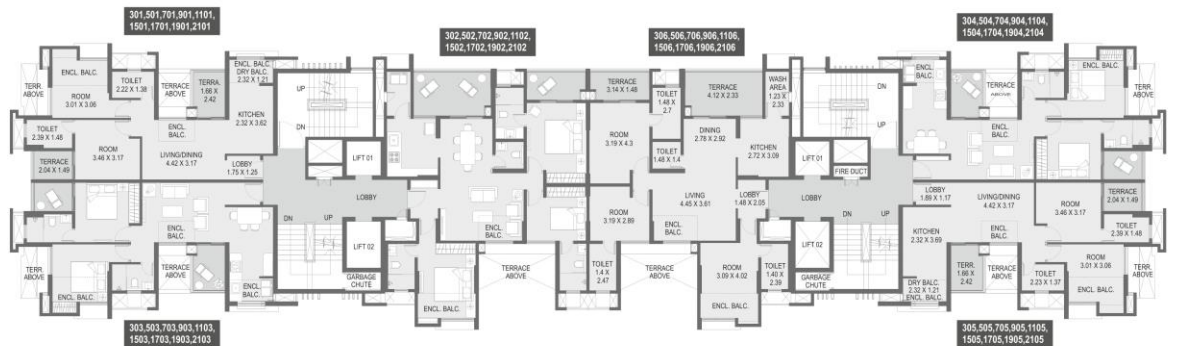 301,501,701,901,1101,
1501,1701,1901,2101
302,502,702,902,1102,
1502,1702,1902,2102
306,506,706,906,1106,
1506,1706,1906,2106
304,504,704,904,1104,
1504,1704,1904,2104
TERR.
ABOVE
ENCL. BALC.
ROOM
3.01 X 3.06
TOILET
2.22 X 1.38
TERRACE
ABOVE
TERRA.
1.66 X
2.42
ENCL. BALC.
DRY BALC.
2.32 X 1.21
KITCHEN
2.32 X 3.62
TOILET
2.39 X 1.48
ROOM
3.46 X 3.17
ENCL.
BALC.
LIVING/DINING
4.42 X 3.17
LOBBY
1.75 X 1.25
TERRACE
2.04 X 1.49
UP
DN
LIFT 01
LOBBY
DN
UP
LIFT 02
GARBAGE
CHUTE
TERR.
ABOVE
ENCL. BALC.
TERRACE
ABOVE
ENCL.
BALC.
ENCL.
BALC.
ENCL.
BALC.
ENCL. BALC.
TERRACE
ABOVE
TERRACE
3.14 X 1.48
ROOM
3.19 X 4.3
TOILET
1.48 X
2.7
TERRACE
4.12 X 2.33
WASH
AREA
1.23 X
2.33
DINING
2.78 X 2.92
TOILET
1.48 X 1.4
KITCHEN
2.72 X 3.09
LIVING
4.45 X 3.61
LOBBY
1.48 X 2.05
ROOM
3.19 X 2.89
ENCL.
BALC.
TOILET
1.4 X
2.47
TERRACE
ABOVE
ROOM
3.09 X 4.02
ENCL. BALC.
TOILET
1.40 X
2.39
DN
UP
LIFT 01
FIRE DUCT
LOBBY
DN
UP
LIFT 02
GARBAGE
CHUTE
ENCL.
BALC.
TERRACE
ABOVE
ENCL. BALC.
TERR.
ABOVE
ENCL.
BALC.
LOBBY
1.89 X 1.17
LIVING/DINING
4.42 X 3.17
ROOM
3.46 X 3.17
TERRACE
2.04 X 1.49
TOILET
2.39 X 1.48
KITCHEN
2.32 X 3.69
ENCL.
BALC.
TERR.
1.66 X
2.42
TERRACE
ABOVE
ROOM
3.01 X 3.06
TOILET
2.23 X 1.37
ENCL. BALC.
TERR.
ABOVE
DRY BALC.
2.32 X 1.21
ENCL. BALC.
303,503,703,903,1103,
1503,1703,1903,2103
305,505,705,905,1105,
1505,1705,1905,2105